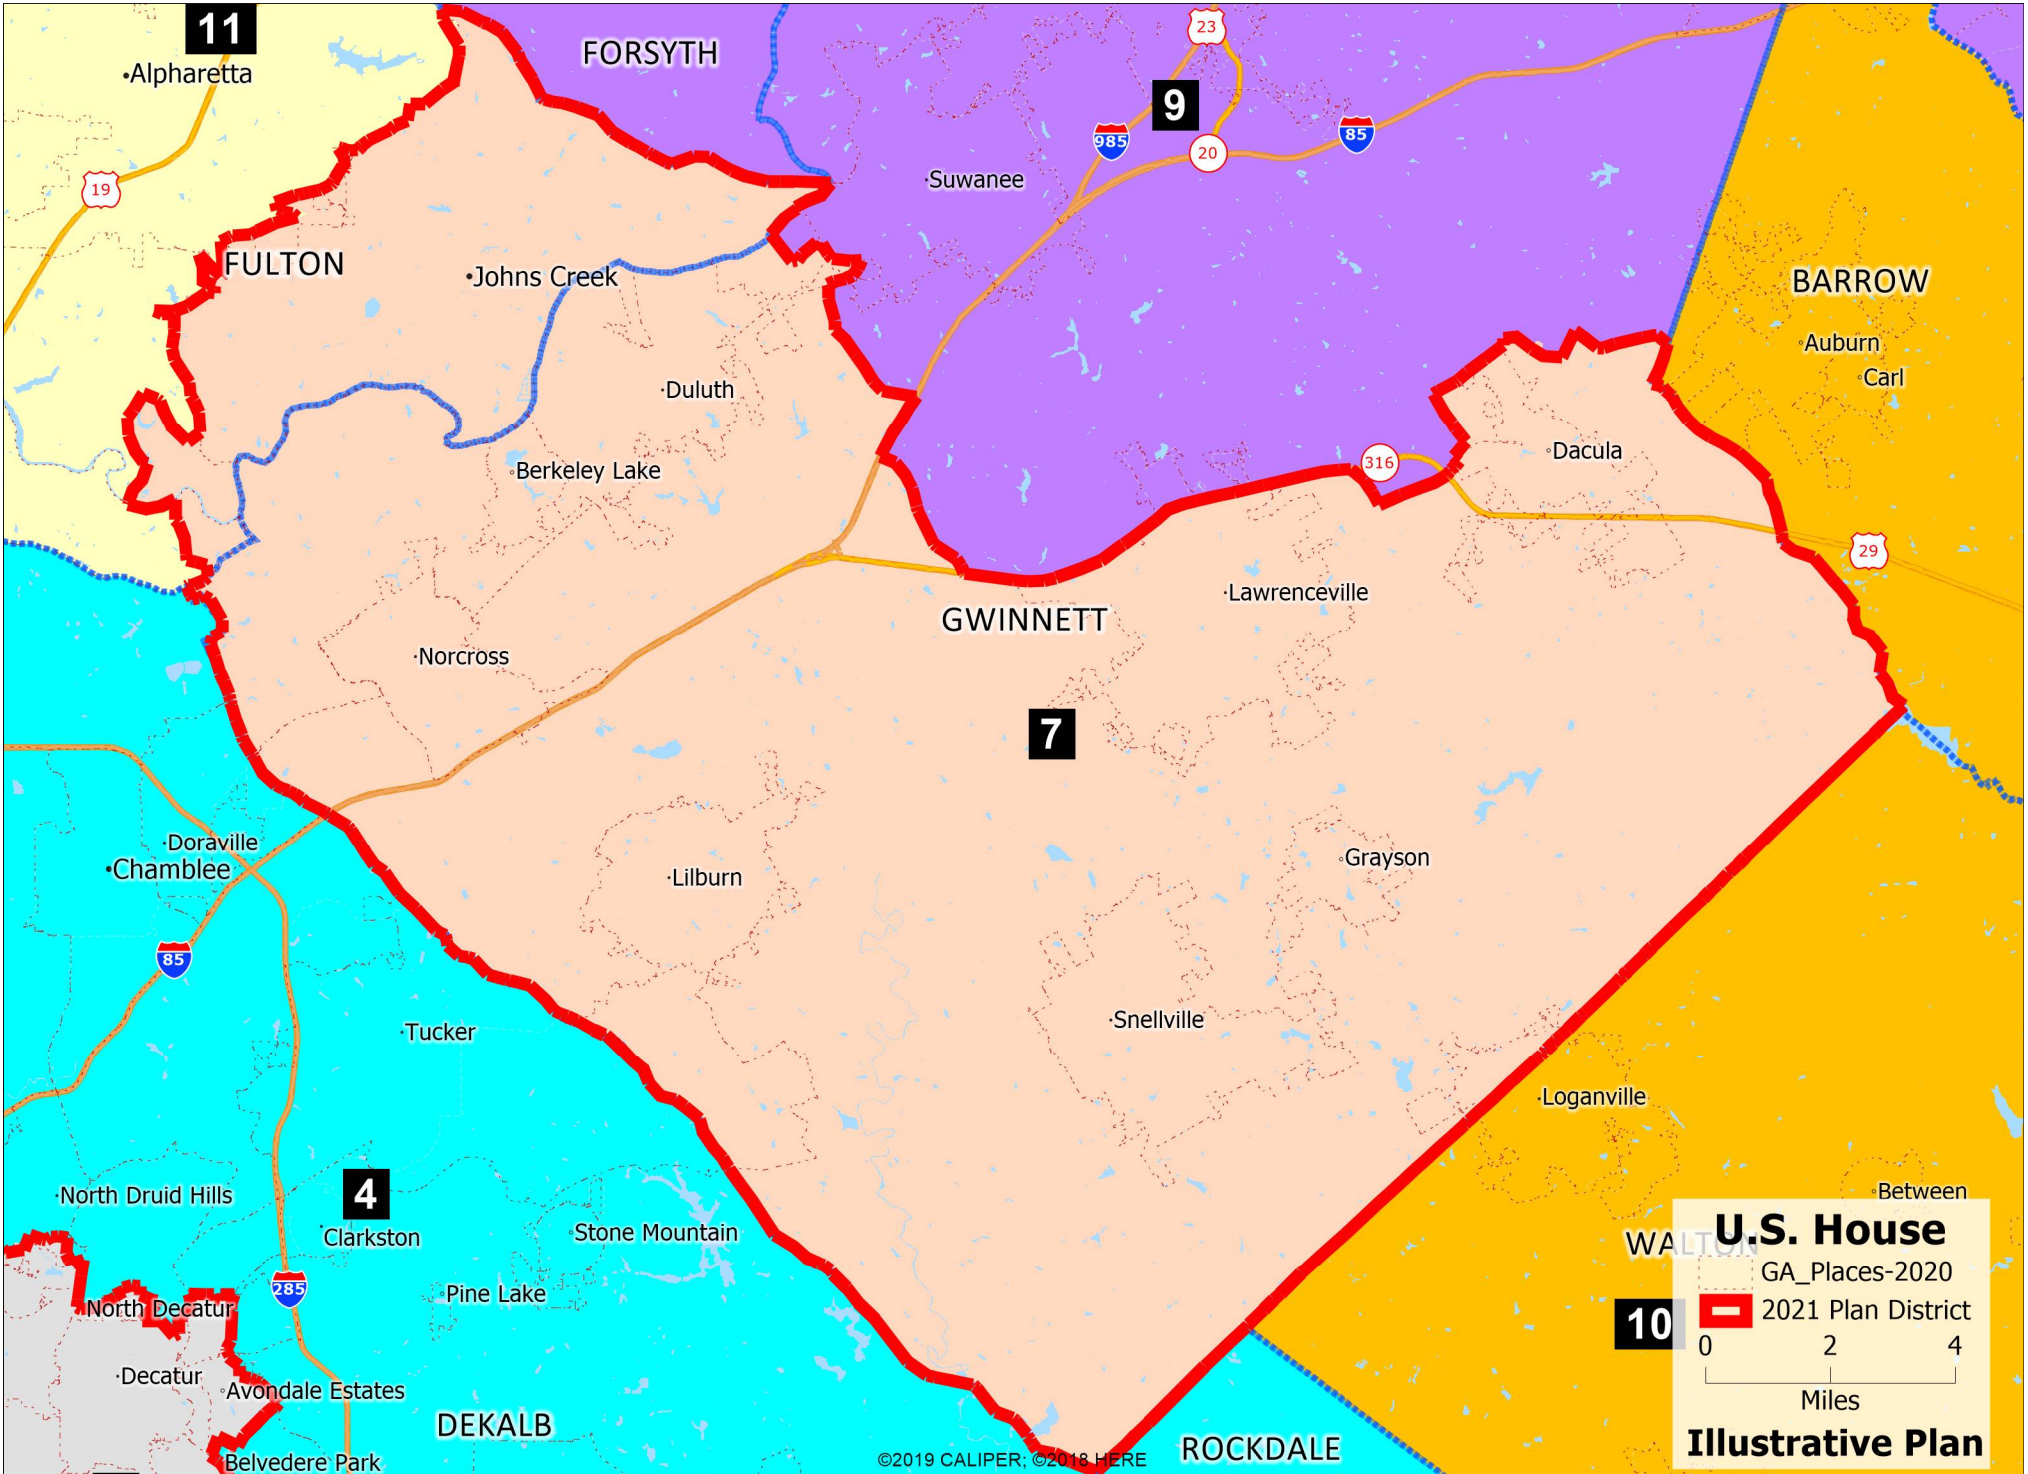 11
Alpharetta
FORSYTH
23
9
985
20
85
19
Suwanee
FULTON
Johns Creek
BARROW
Auburn
Carl
Duluth
Berkeley Lake
316
Dacula
29
Lawrenceville
GWINNETT
Norcross
7
Doraville
Chamblee
Lilburn
Grayson
85
Tucker
Snellville
Loganville
North Druid Hills
4
Clarkston
Stone Mountain
Between
WALTON
285
Pine Lake
North Decatur
10
Decatur
Avondale Estates
DEKALB
Belvedere Park
ROCKDALE
©2019 CALIPER; ©2018 HERE
U.S. House
GA_Places-2020
2021 Plan District
0 2 4
Miles
Illustrative Plan